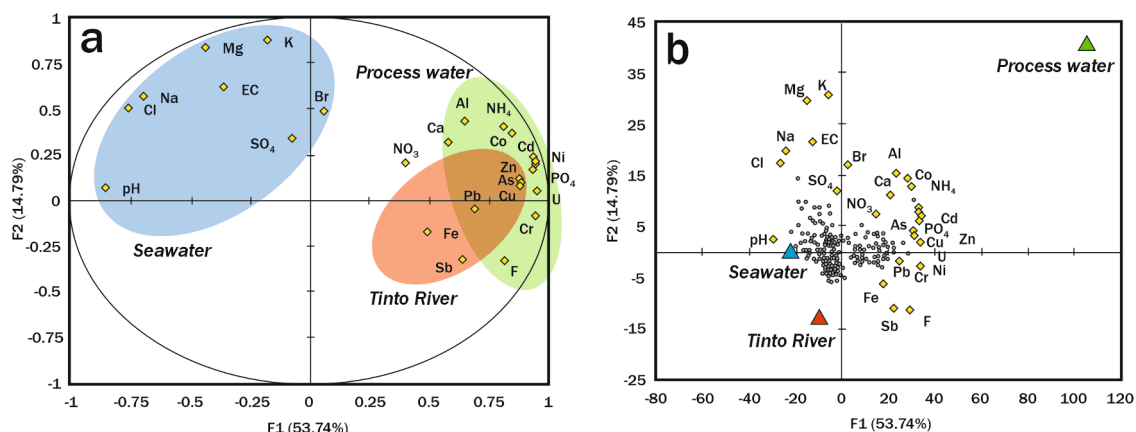 a
1
0.75
0.5
0.25
0
-0.25
-0.5
0.75
-1
-1
-0.75
-0.5
0.25
0
0.25
0.5
0.75
1
F2 (14.79%)
F1 (53.74%)
Mg
K
EC
Na
Cl
Br
SO4
pH
Seawater
Process water
Al
NH4
Ca
Co
Cd
NO3
Ni
Zn
PO4
As
Cu
U
Pb
Cr
Fe
Sb
F
Tinto River
b
45
35
25
15
5
-5
-15
-25
-80
-60
-40
-20
0
20
40
60
80
100
120
F2 (14.79%)
F1 (53.74%)
Process water
Mg
K
Na
EC
Cl
Br
Al
SO4
Ca
Co
NH4
NO3
As
Cd
PO4
pH
Cu
Zn
U
Seawater
Pb
Ni
Cr
Fe
Sb
F
Tinto River